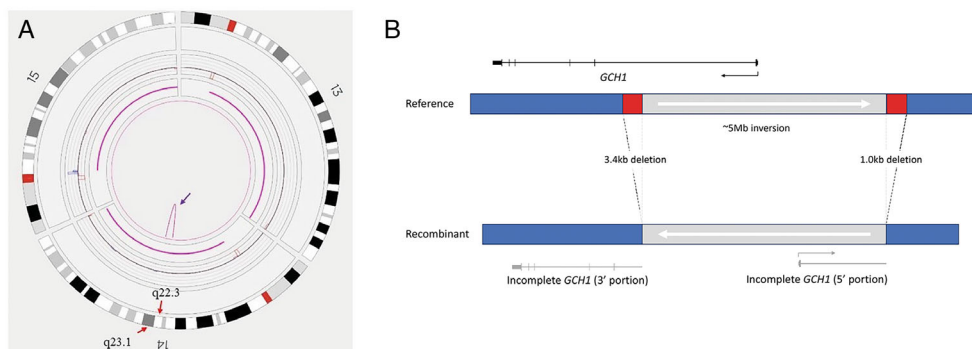 A
15
13
q22.3
q23.1
14
B
GCH1
Reference
~5Mb inversion
3.4kb deletion
1.0kb deletion
Recombinant
Incomplete GCH1 (3' portion)
Incomplete GCH1 (5' portion)